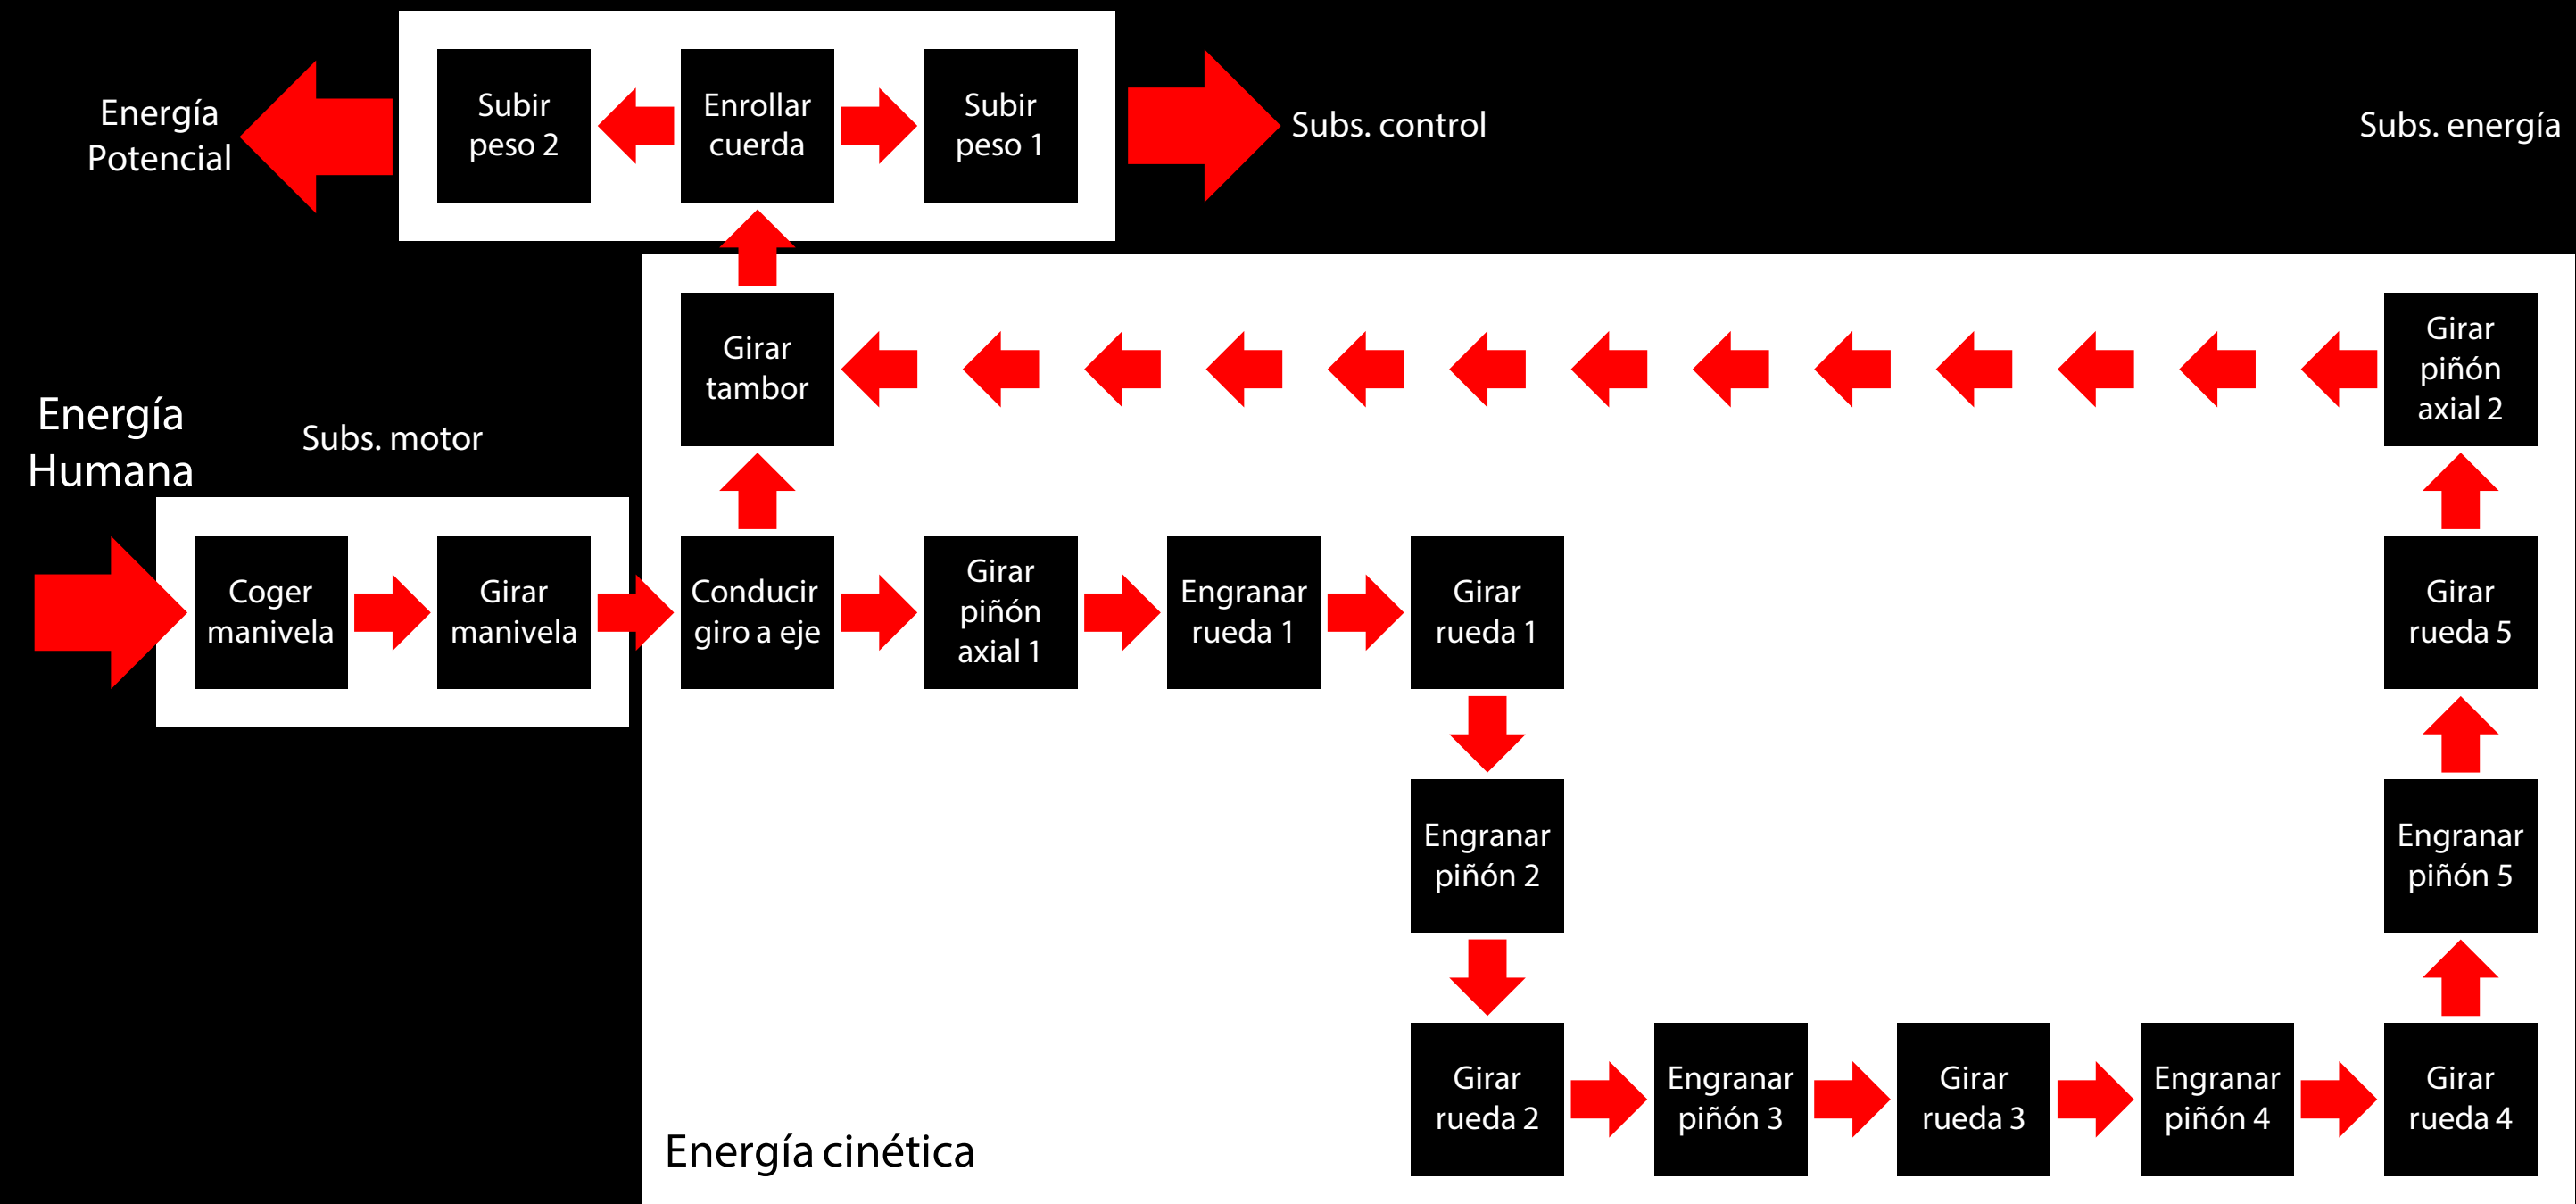 Energía
Potencial
Subir
peso 2
Enrollar
cuerda
Subir
peso 1
Subs. control
Subs. energía
Girar
tambor
Girar
piñón
axial 2
Energía
Humana
Subs. motor
Coger
manivela
Girar
manivela
Conducir
giro a eje
Girar
piñón
axial 1
Engranar
rueda 1
Girar
rueda 1
Girar
rueda 5
Engranar
piñón 2
Engranar
piñón 5
Girar
rueda 2
Engranar
piñón 3
Girar
rueda 3
Engranar
piñón 4
Girar
rueda 4
Energía cinética